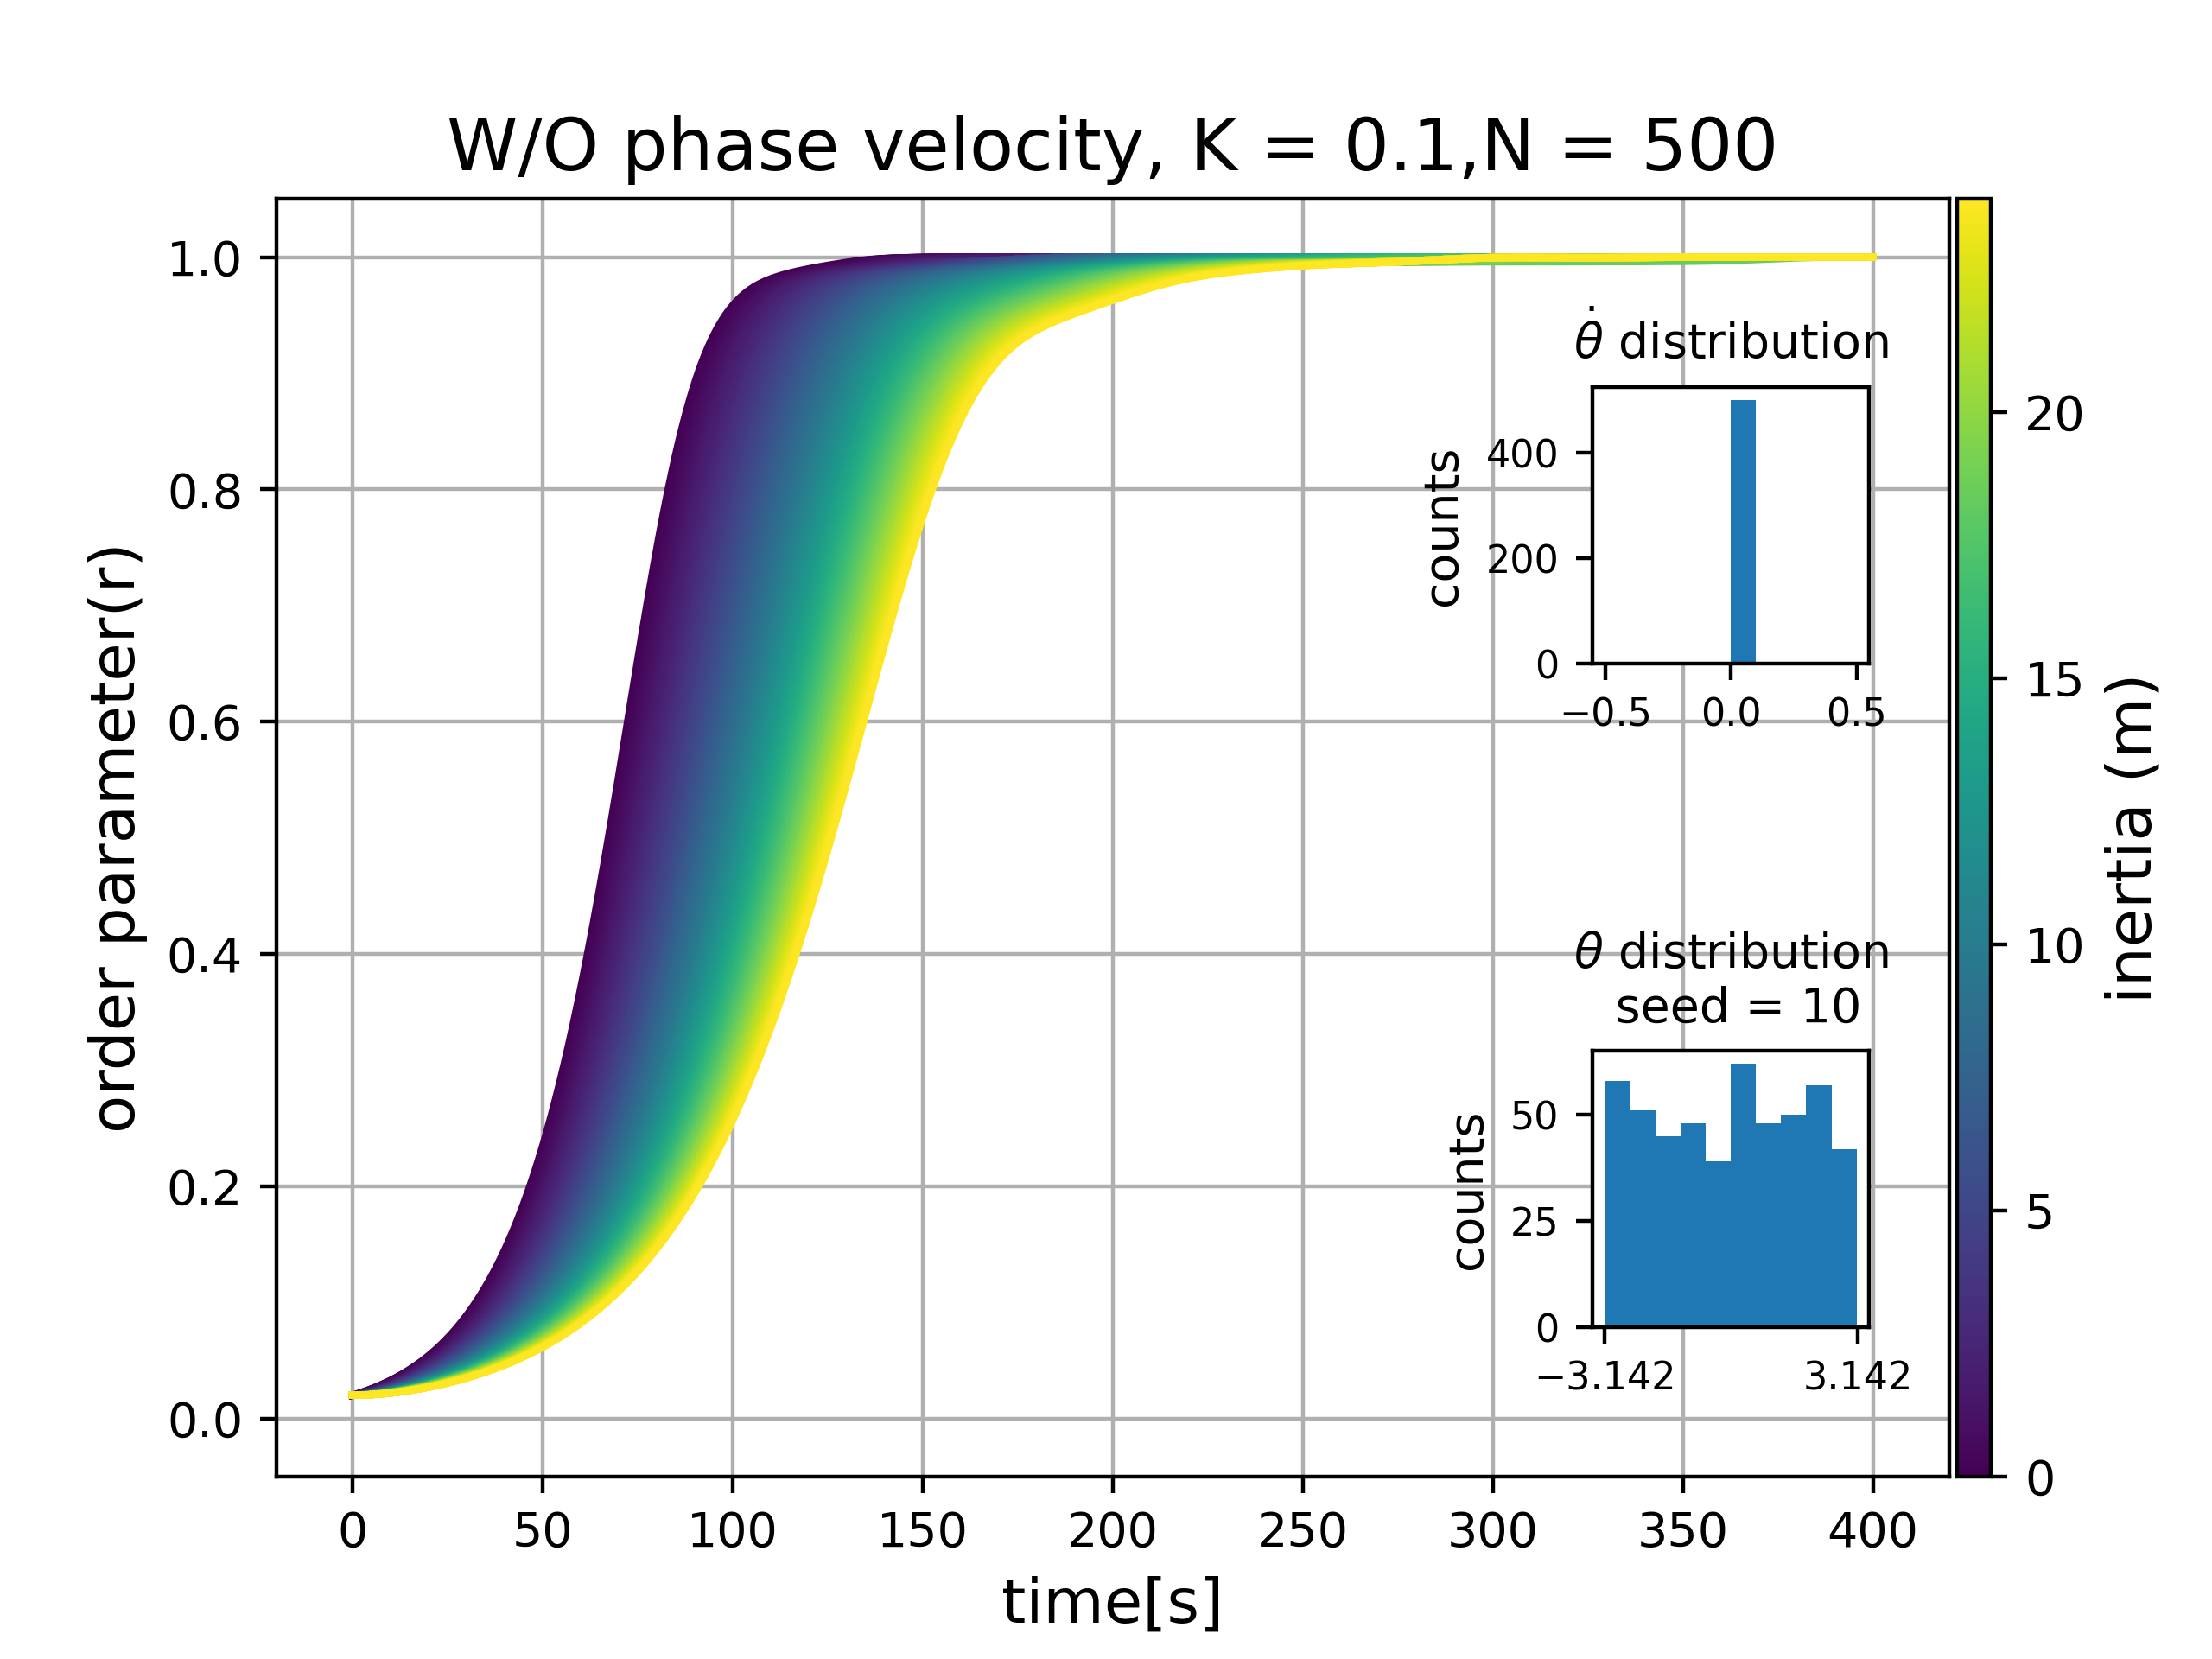 W/O phase velocity, K = 0.1,N = 500
order parameter(r)
1.0
0.8
0.6
0.4
0.2
0.0
0 50 100 150 200 250 300 350 400
time[s]
θ̇ distribution
counts
400
200
0
−0.5 0.0 0.5
θ distribution
seed = 10
counts
50
25
0
−3.142 3.142
20
15
10
5
0
inertia (m)